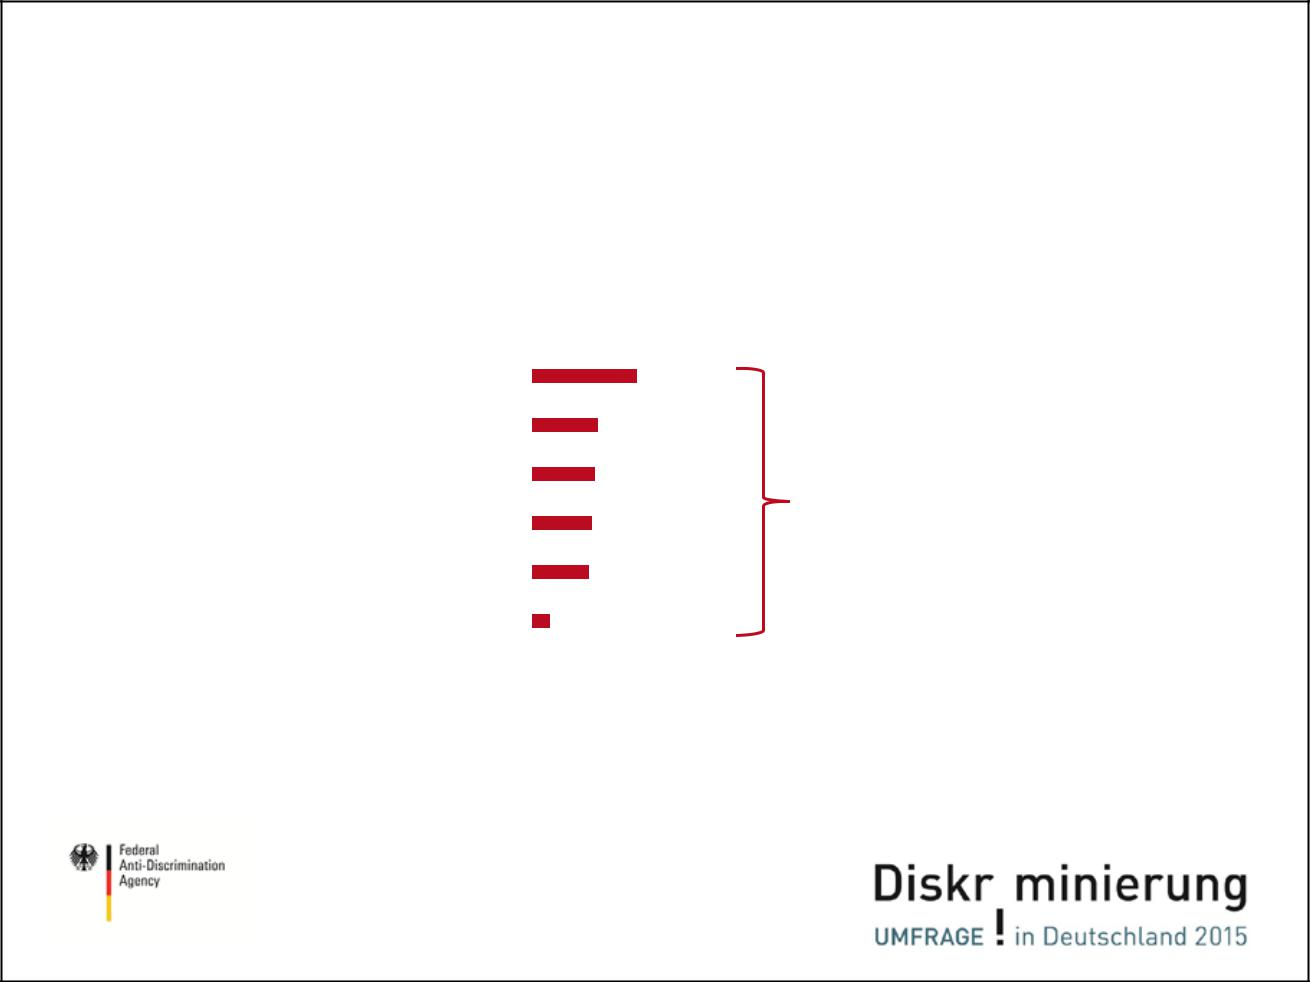 Federal
Anti-Discrimination
Agency
Diskr minierung
UMFRAGE ! in Deutschland 2015